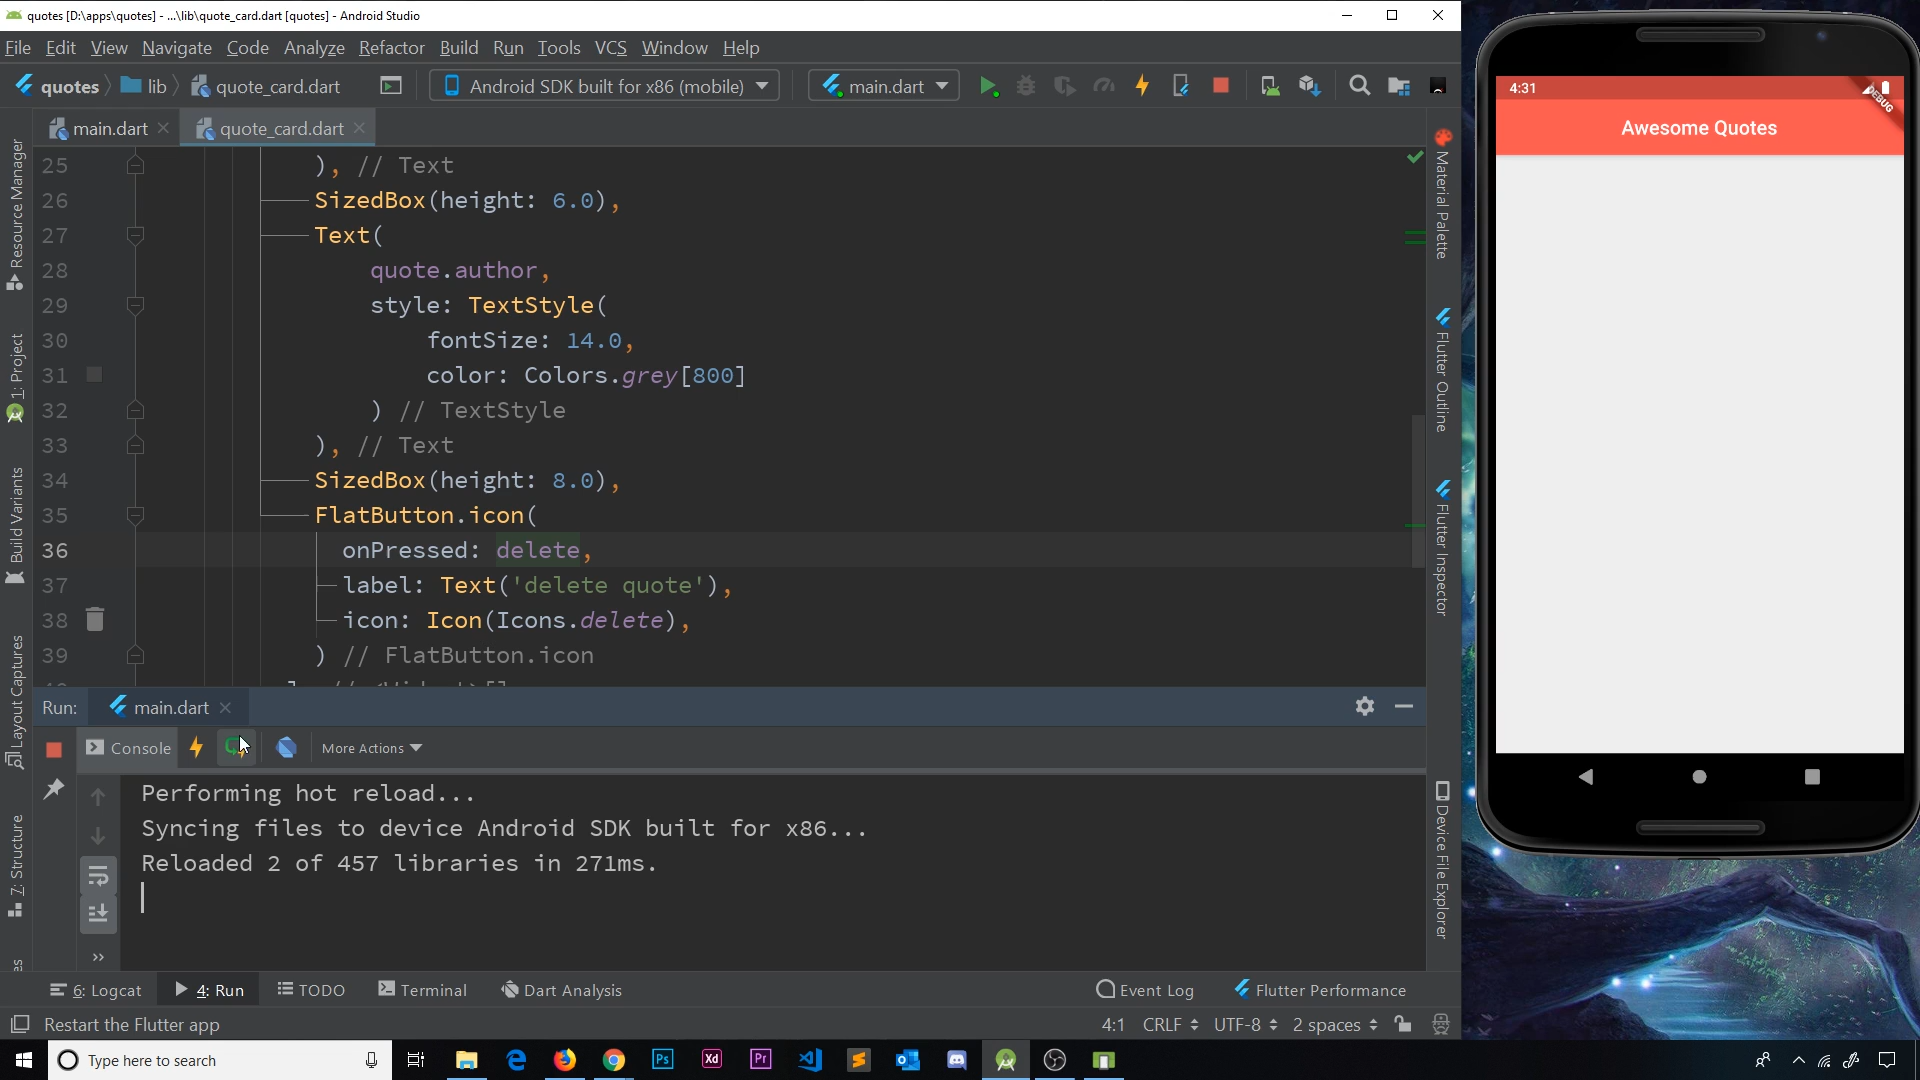 quotes [D:\apps\quotes] - ...\lib\quote_card.dart [quotes] - Android Studio
File Edit View Navigate Code Analyze Refactor Build Run Tools VCS Window Help
quotes lib quote_card.dart Android SDK built for x86 (mobile) main.dart
main.dart quote_card.dart
25 ), // Text
26 SizedBox(height: 6.0),
27 Text(
28 quote.author,
29 style: TextStyle(
30 fontSize: 14.0,
31 color: Colors.grey[800]
32 ) // TextStyle
33 ), // Text
34 SizedBox(height: 8.0),
35 FlatButton.icon(
36 onPressed: delete,
37 label: Text('delete quote'),
38 icon: Icon(Icons.delete),
39 ) // FlatButton.icon
Resource Manager
1: Project
Build Variants
Layout Captures
7: Structure
Material Palette
Flutter Outline
Flutter Inspector
Device File Explorer
Run: main.dart
Console More Actions
Performing hot reload...
Syncing files to device Android SDK built for x86...
Reloaded 2 of 457 libraries in 271ms.
6: Logcat 4: Run TODO Terminal Dart Analysis Event Log Flutter Performance
Restart the Flutter app 4:1 CRLF UTF-8 2 spaces
Type here to search Ps Xd Pr
4:31
DEBUG
Awesome Quotes